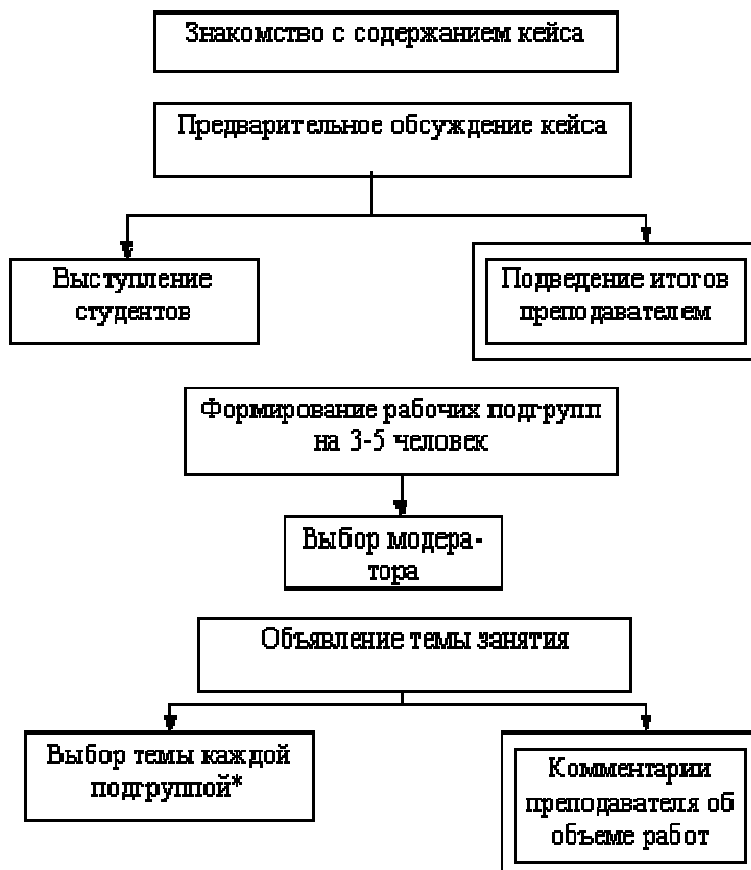 Знакомство с содержанием кейса
Предварительное обсуждение кейса
Выступление
студентов
Подведение итогов
преподавателем
Формирование рабочих подгрупп
на 3-5 человек
Выбор модера-
тора
Объявление темы занятия
Выбор темы каждой
подгруппой*
Комментарии
преподавателя об
объеме работ